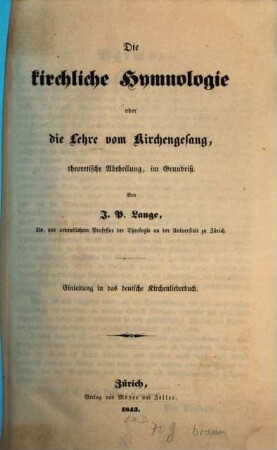 Die
kirchliche Hymnologie
oder
die Lehre vom Kirchengesang,
theoretische Abtheilung, im Grundriß.
Von
J. P. Lange,
Dr. und ordentlichem Professor der Theologie an der Universität zu Zürich.
Einleitung in das deutsche Kirchenliederbuch.
Zürich,
Verlag von Meyer und Zeller.
1843.